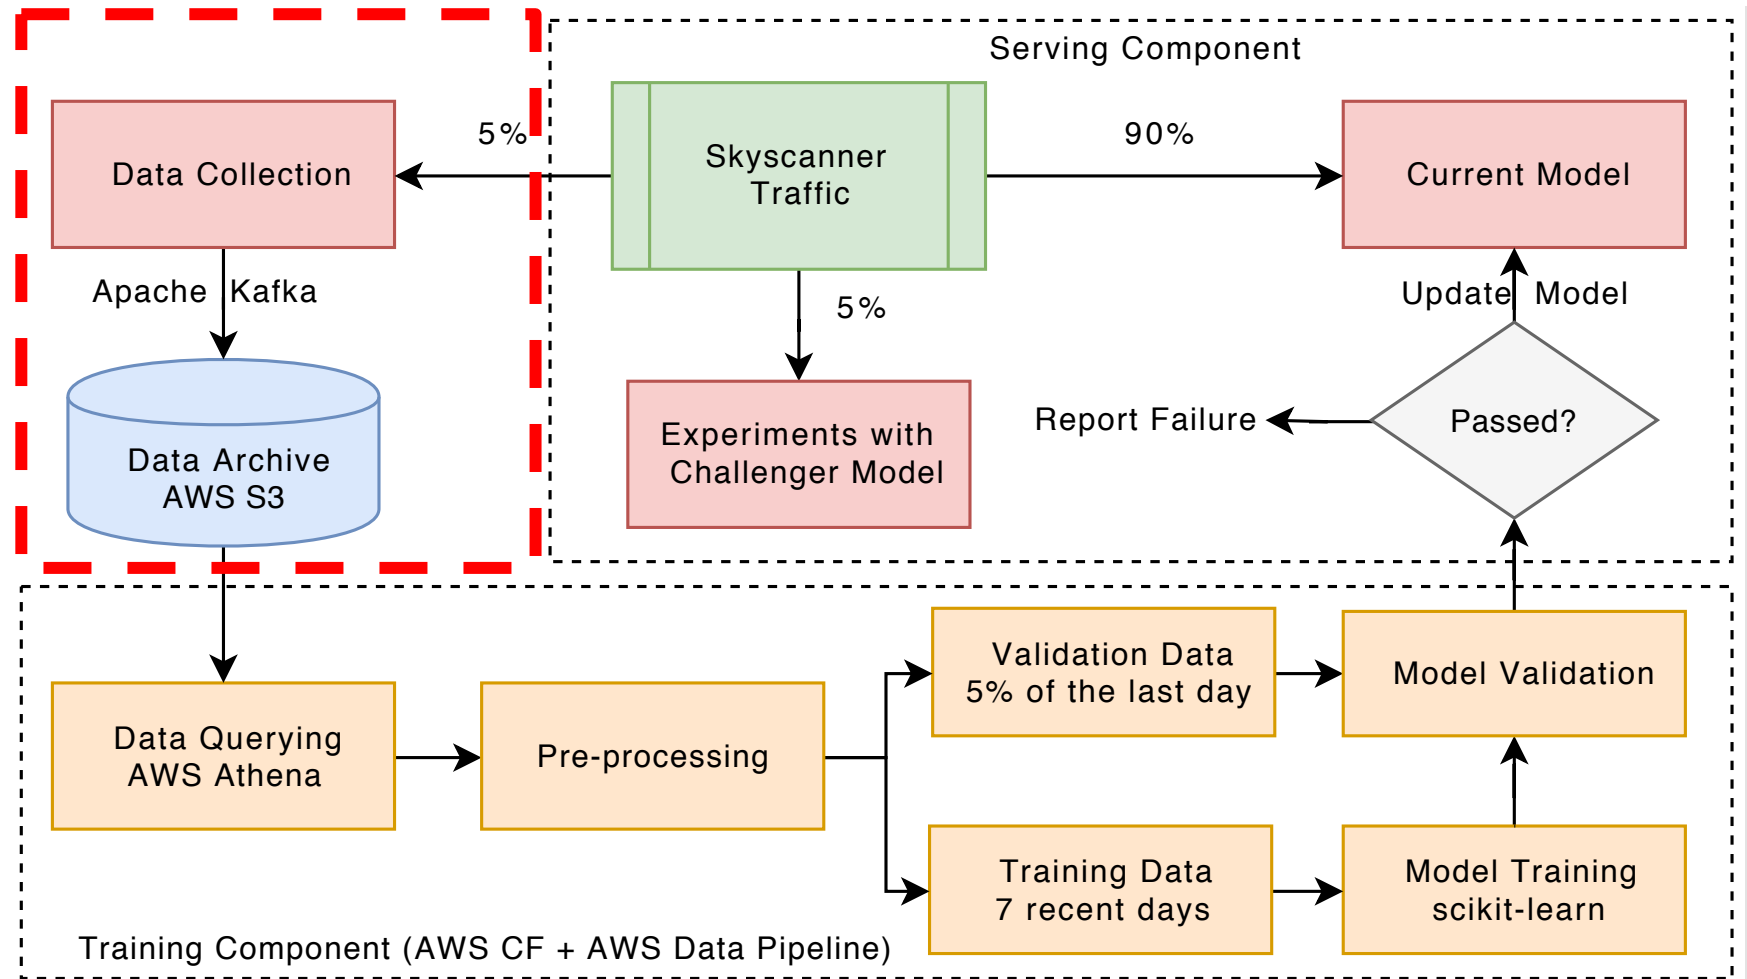 Serving Component
Data Collection
5%
Skyscanner
Traffic
90%
Current Model
Apache Kafka
5%
Update Model
Data Archive
AWS S3
Experiments with
Challenger Model
Report Failure
Passed?
Data Querying
AWS Athena
Pre-processing
Validation Data
5% of the last day
Model Validation
Training Data
7 recent days
Model Training
scikit-learn
Training Component (AWS CF + AWS Data Pipeline)